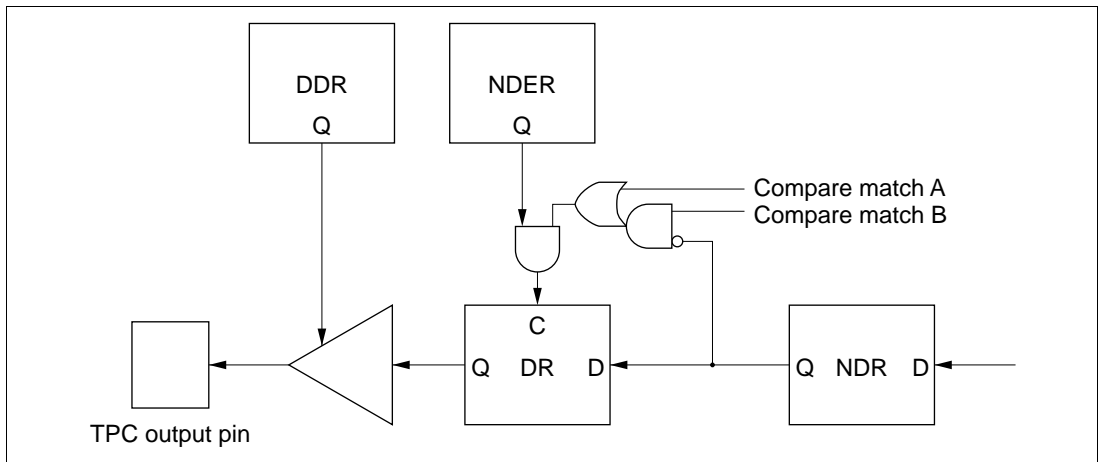 DDR
Q
NDER
Q
Compare match A
Compare match B
C
Q DR D
Q NDR D
TPC output pin